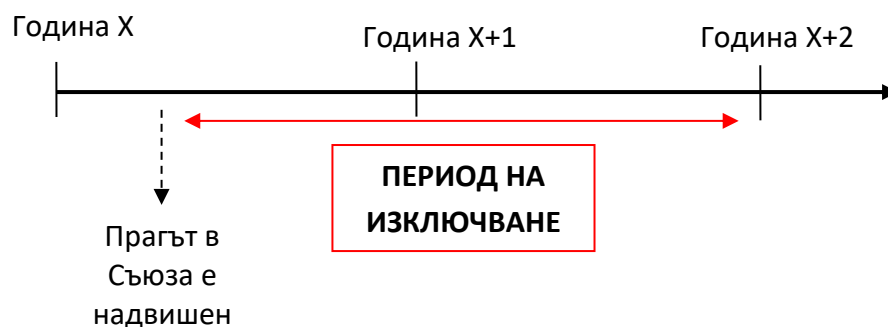 Година X
Година X+1
Година X+2
ПЕРИОД НА
ИЗКЛЮЧВАНЕ
Прагът в
Съюза е
надвишен